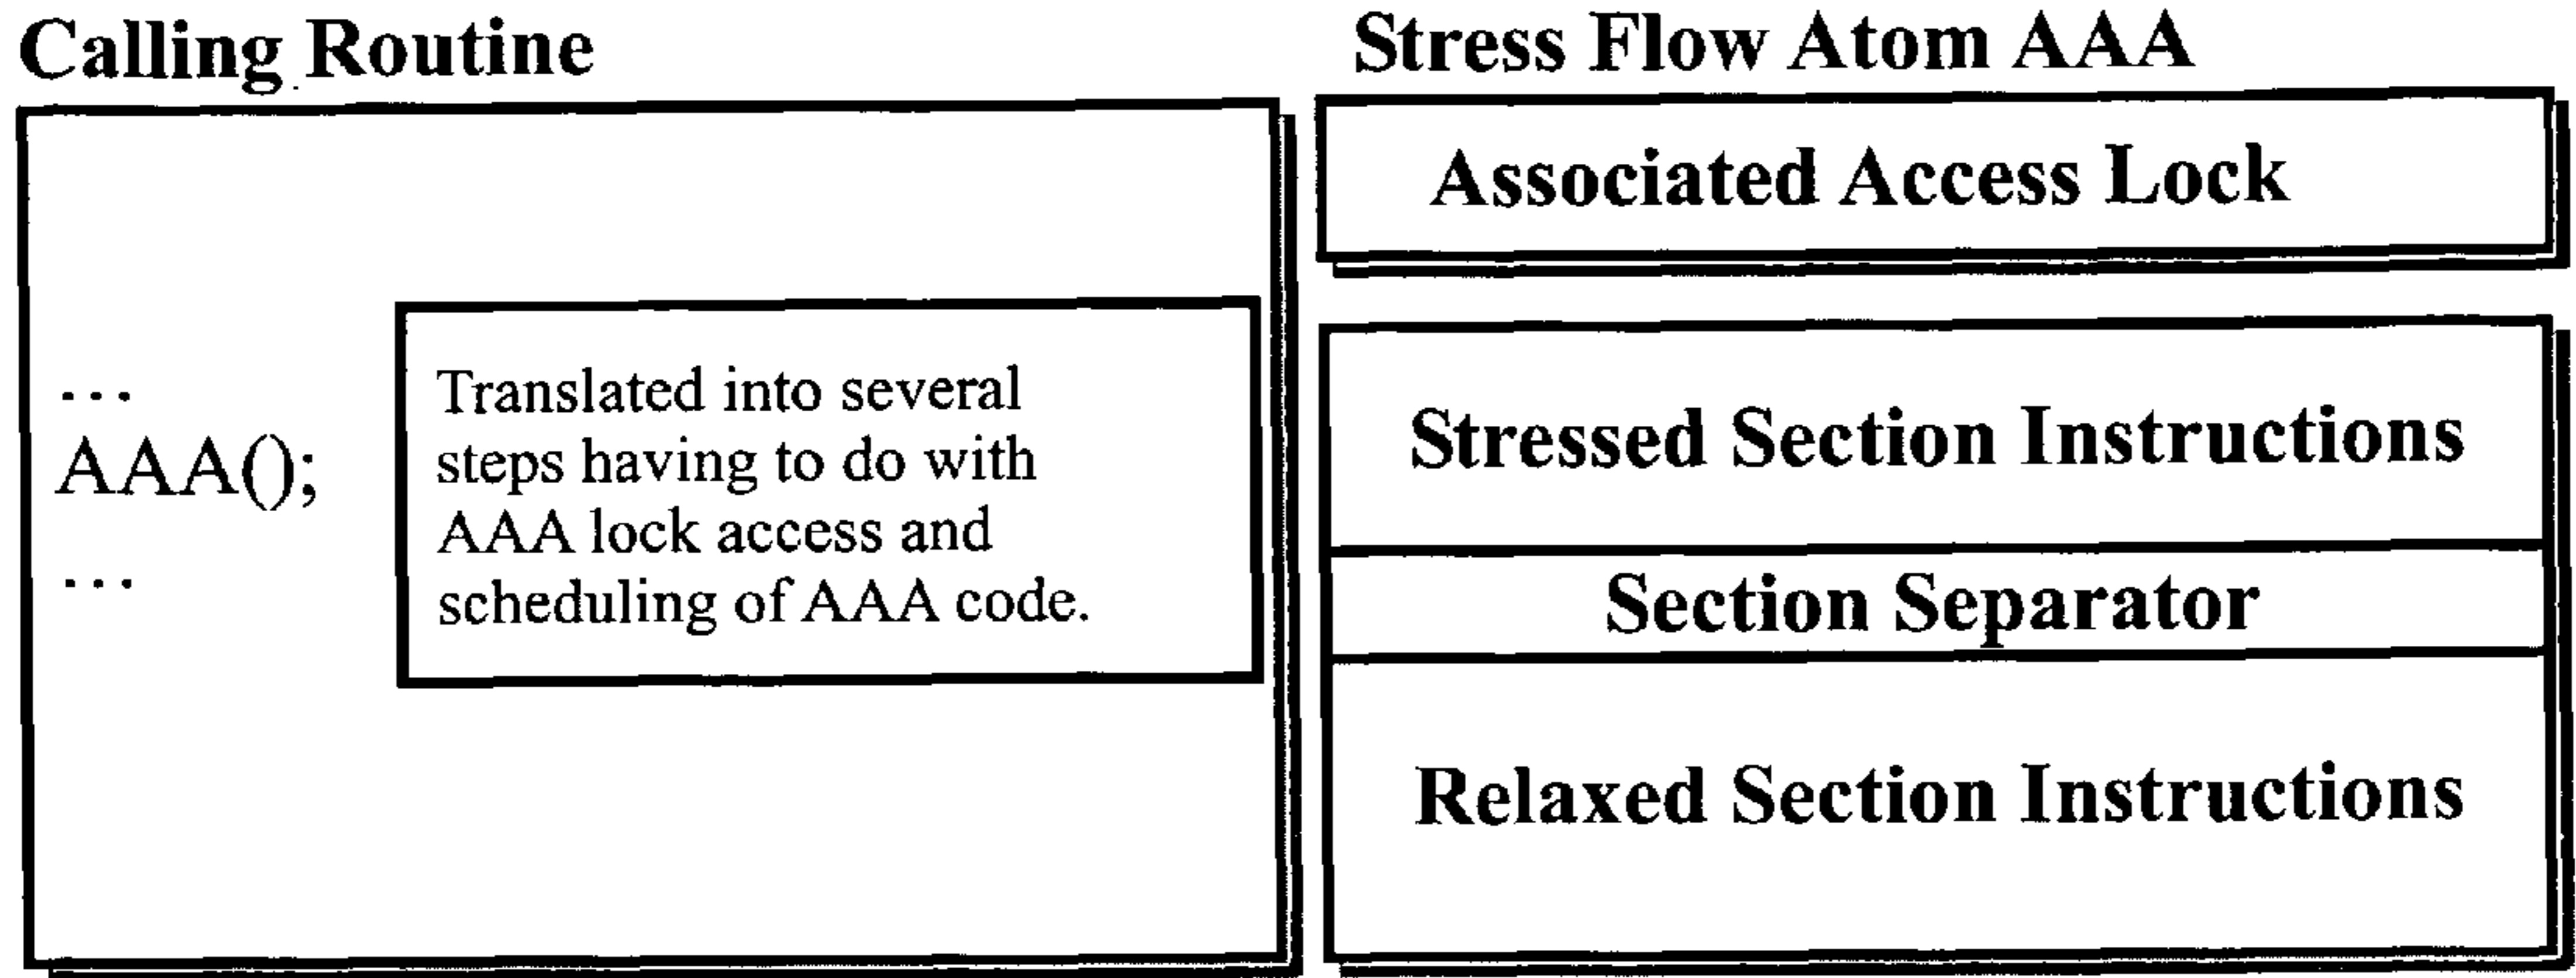 Calling Routine
...
AAA();
...
Translated into several
steps having to do with
AAA lock access and
scheduling of AAA code.
Stress Flow Atom AAA
Associated Access Lock
Stressed Section Instructions
Section Separator
Relaxed Section Instructions